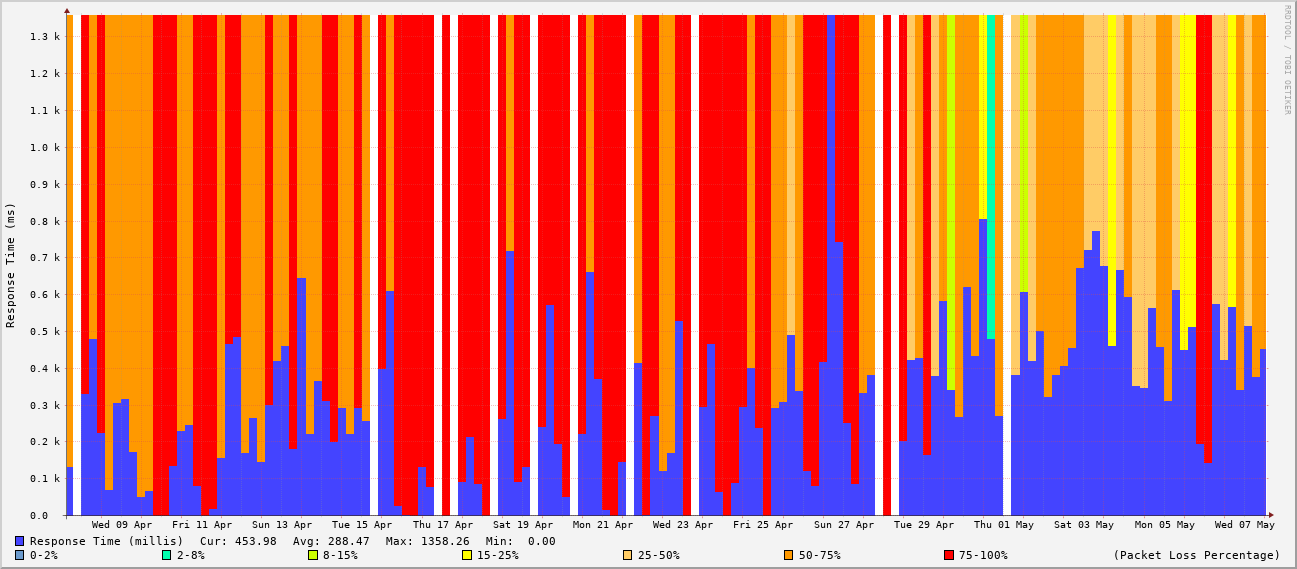 RRDTOOL / TOBI OETIKER
Response Time (ms)
1.3 k
1.2 k
1.1 k
1.0 k
0.9 k
0.8 k
0.7 k
0.6 k
0.5 k
0.4 k
0.3 k
0.2 k
0.1 k
0.0
Wed 09 Apr Fri 11 Apr Sun 13 Apr Tue 15 Apr Thu 17 Apr Sat 19 Apr Mon 21 Apr Wed 23 Apr Fri 25 Apr Sun 27 Apr Tue 29 Apr Thu 01 May Sat 03 May Mon 05 May Wed 07 May
Response Time (millis) Cur: 453.98 Avg: 288.47 Max: 1358.26 Min: 0.00
0-2% 2-8% 8-15% 15-25% 25-50% 50-75% 75-100% (Packet Loss Percentage)